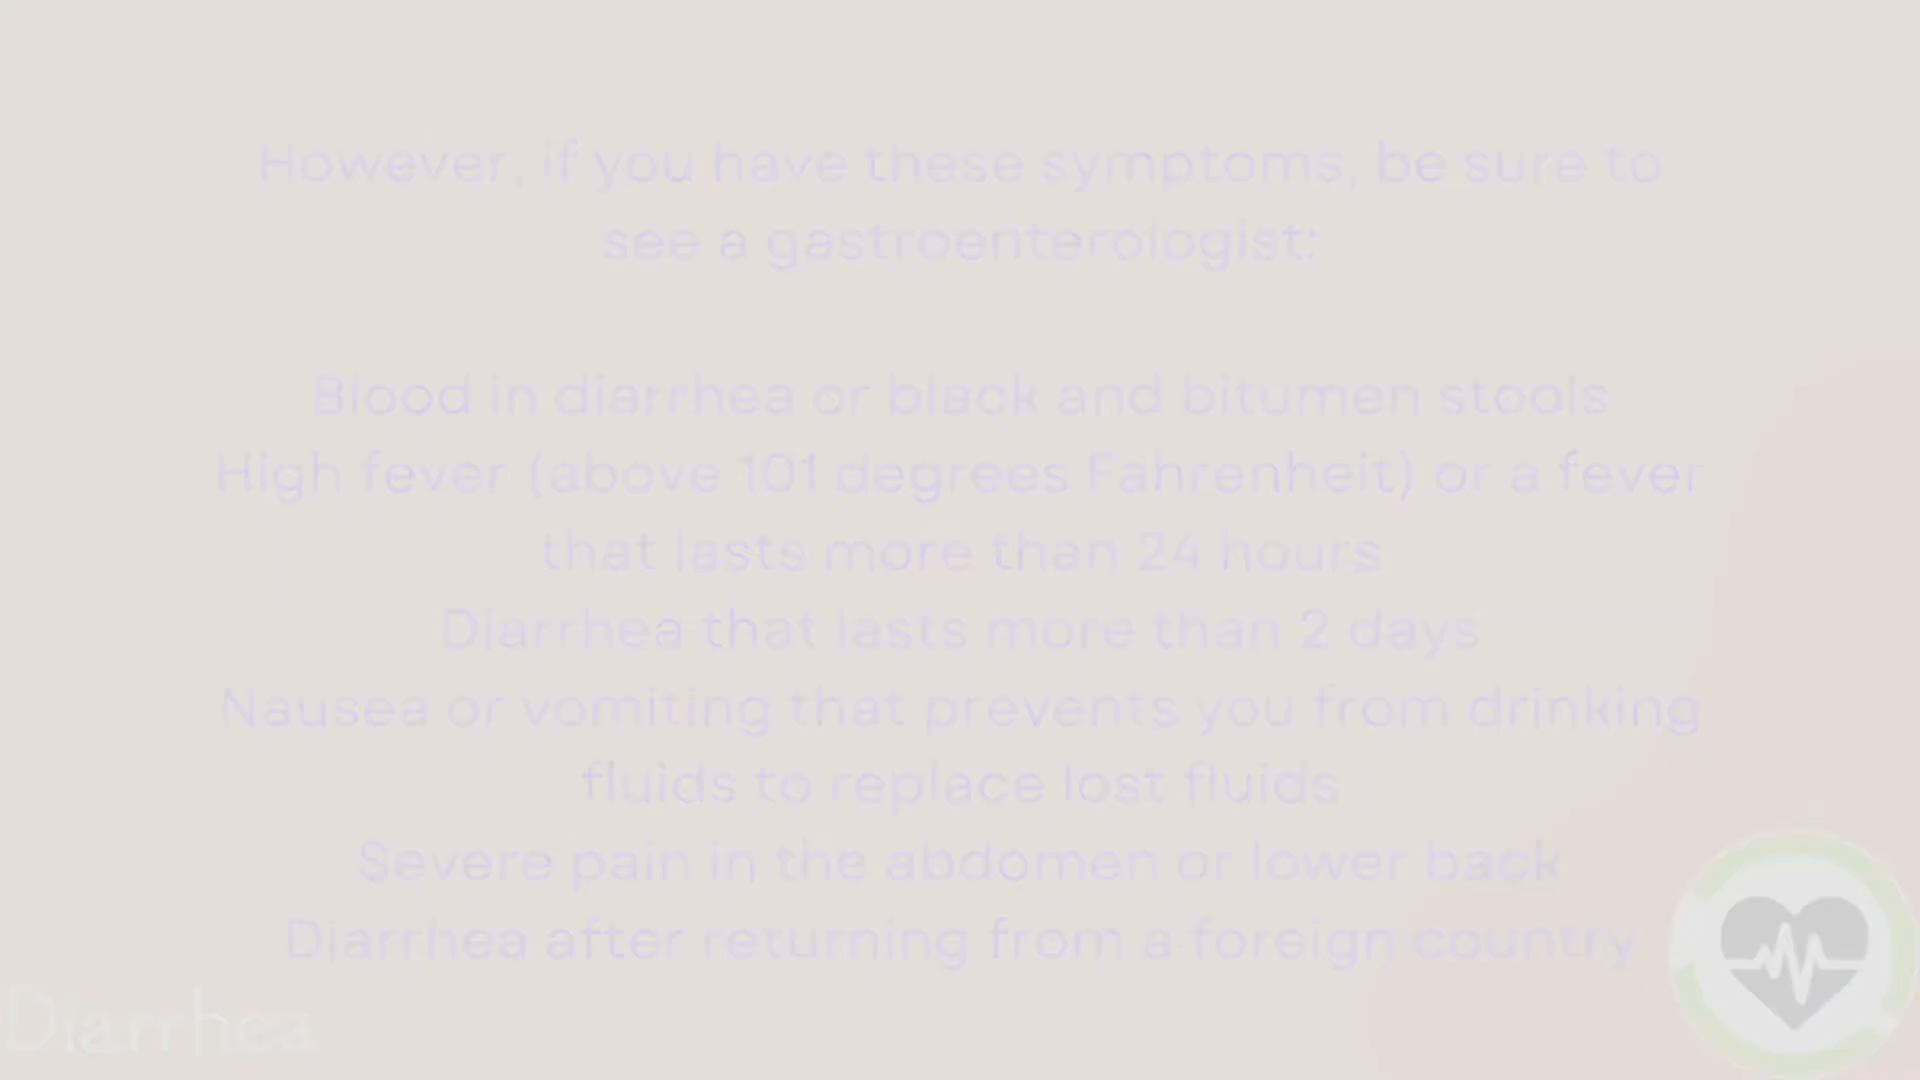 However, if you have these symptoms, be sure to
see a gastroenterologist:
Blood in diarrhea or black and bitumen stools
High fever (above 101 degrees Fahrenheit) or a fever
that lasts more than 24 hours
Diarrhea that lasts more than 2 days
Nausea or vomiting that prevents you from drinking
fluids to replace lost fluids
Severe pain in the abdomen or lower back
Diarrhea after returning from a foreign country
Diarrhea